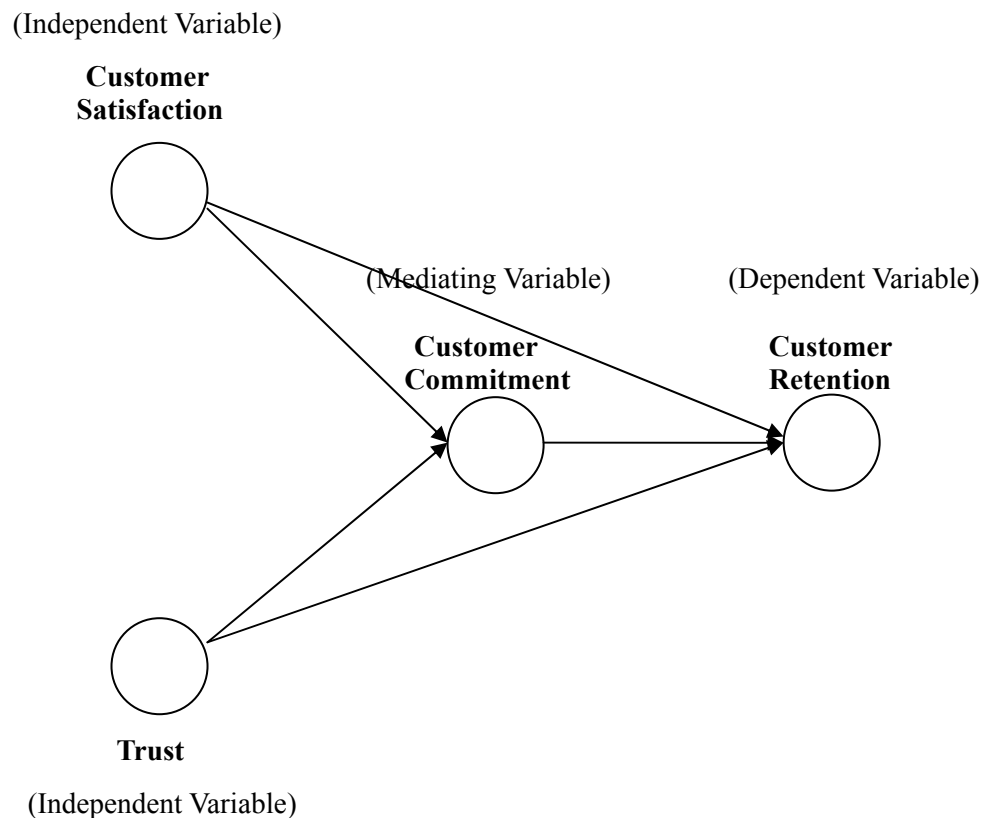 (Independent Variable)
Customer
Satisfaction
(Mediating Variable)
(Dependent Variable)
Customer
Commitment
Customer
Retention
Trust
(Independent Variable)